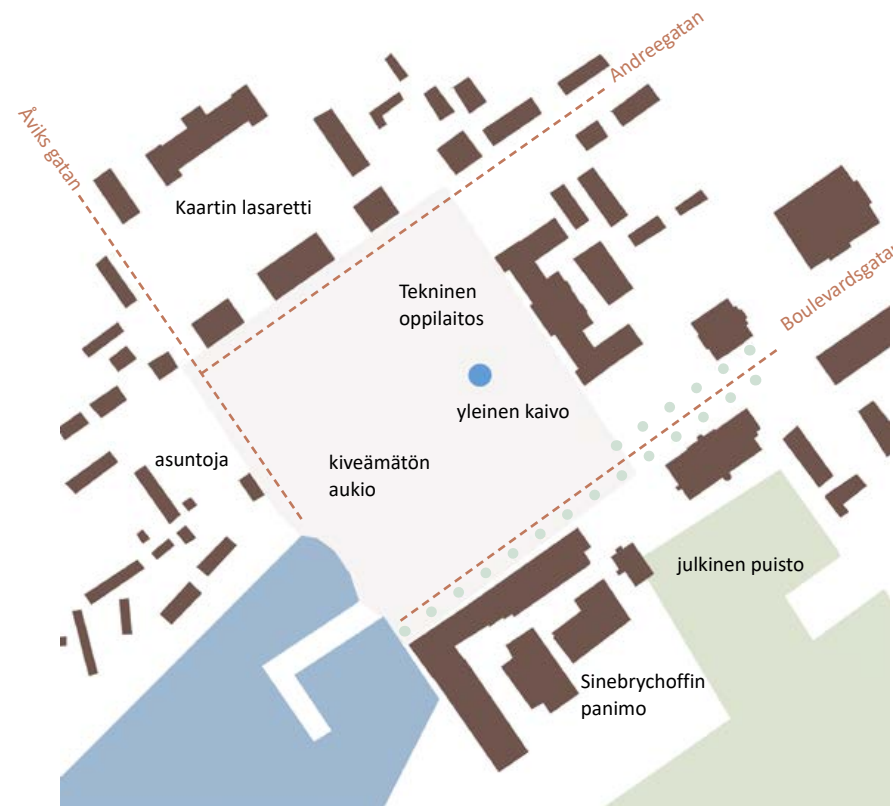 Andreegatan
Åviks gatan
Kaartin lasaretti
Boulevardsgatan
Tekninen
oppilaitos
yleinen kaivo
asuntoja
kiveämätön
aukio
julkinen puisto
Sinebrychoffin
panimo